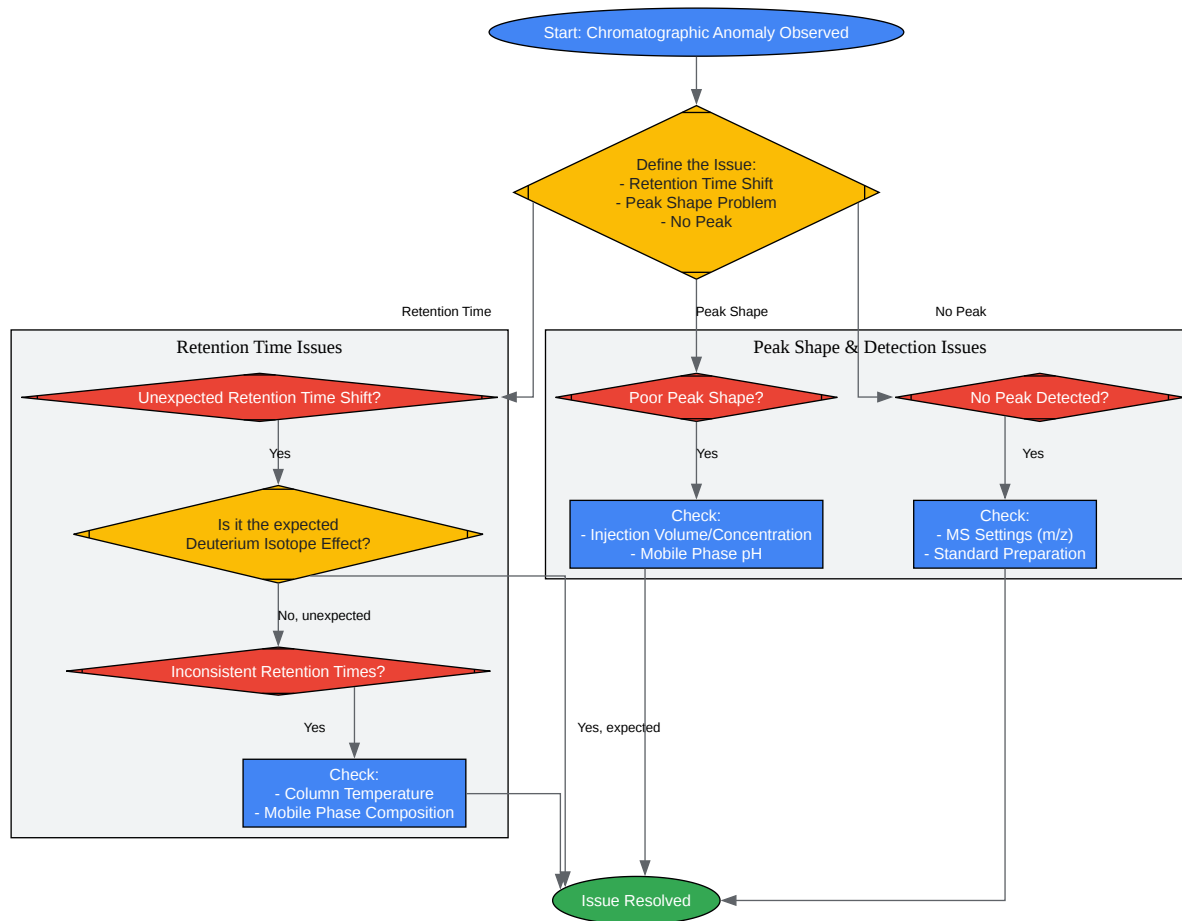 Start: Chromatographic Anomaly Observed
Define the Issue:
- Retention Time Shift
- Peak Shape Problem
- No Peak
Retention Time
Peak Shape
No Peak
Retention Time Issues
Peak Shape & Detection Issues
Unexpected Retention Time Shift?
Poor Peak Shape?
No Peak Detected?
Yes
Yes
Yes
Is it the expected
Deuterium Isotope Effect?
Check:
- Injection Volume/Concentration
- Mobile Phase pH
Check:
- MS Settings (m/z)
- Standard Preparation
No, unexpected
Inconsistent Retention Times?
Yes
Yes, expected
Check:
- Column Temperature
- Mobile Phase Composition
Issue Resolved